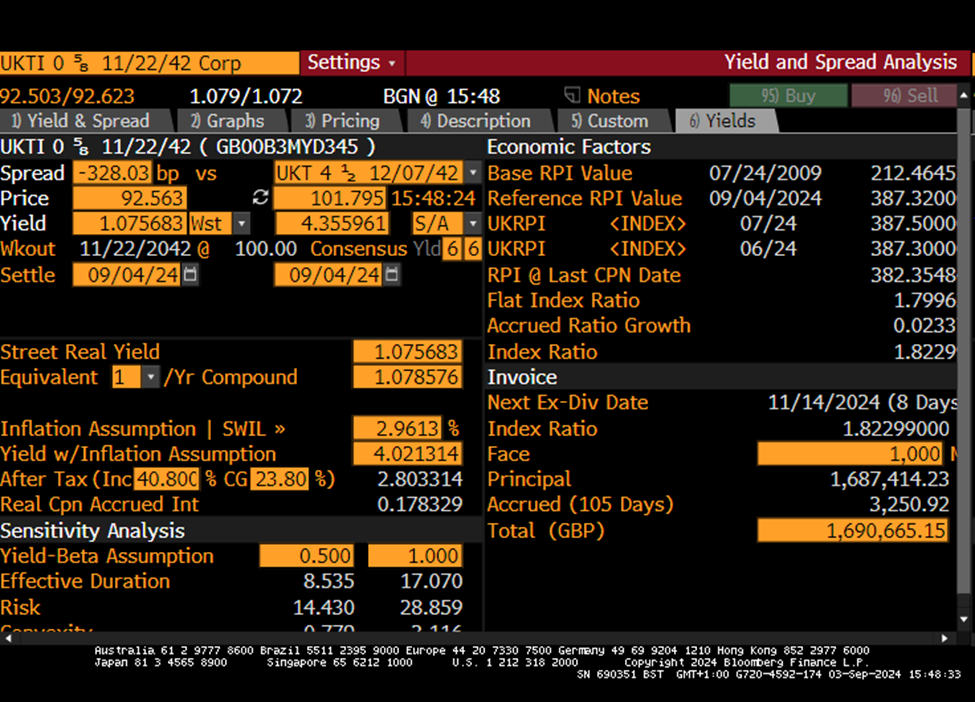 UKTI 0 ⅝ 11/22/42 Corp Settings Yield and Spread Analysis
92.503/92.623 1.079/1.072 BGN @ 15:48 Notes 95) Buy 96) Sell
1) Yield & Spread 2) Graphs 3) Pricing 4) Description 5) Custom 6) Yields
UKTI 0 ⅝ 11/22/42 ( GB00B3MYD345 ) Economic Factors
Spread -328.03 bp vs UKT 4 ½ 12/07/42 Base RPI Value 07/24/2009 212.4645
Price 92.563 101.795 15:48:24 Reference RPI Value 09/04/2024 387.3200
Yield 1.075683 Wst 4.355961 S/A UKRPI <INDEX> 07/24 387.5000
Wkout 11/22/2042 @ 100.00 Consensus Yld 6 6 UKRPI <INDEX> 06/24 387.3000
Settle 09/04/24 09/04/24 RPI @ Last CPN Date 382.3548
Flat Index Ratio 1.7996
Accrued Ratio Growth 0.0233
Street Real Yield 1.075683 Index Ratio 1.8229
Equivalent 1 /Yr Compound 1.078576 Invoice
Next Ex-Div Date 11/14/2024 (8 Days
Inflation Assumption | SWIL » 2.9613 % Index Ratio 1.82299000
Yield w/Inflation Assumption 4.021314 Face 1,000 M
After Tax (Inc 40.800 % CG 23.80 %) 2.803314 Principal 1,687,414.23
Real Cpn Accrued Int 0.178329 Accrued (105 Days) 3,250.92
Sensitivity Analysis Total (GBP) 1,690,665.15
Yield-Beta Assumption 0.500 1.000
Effective Duration 8.535 17.070
Risk 14.430 28.859
Convexity 0.779 3.116
Australia 61 2 9777 8600 Brazil 5511 2395 9000 Europe 44 20 7330 7500 Germany 49 69 9204 1210 Hong Kong 852 2977 6000
Japan 81 3 4565 8900 Singapore 65 6212 1000 U.S. 1 212 318 2000 Copyright 2024 Bloomberg Finance L.P.
SN 690351 BST GMT+1:00 G720-4592-174 03-Sep-2024 15:48:33